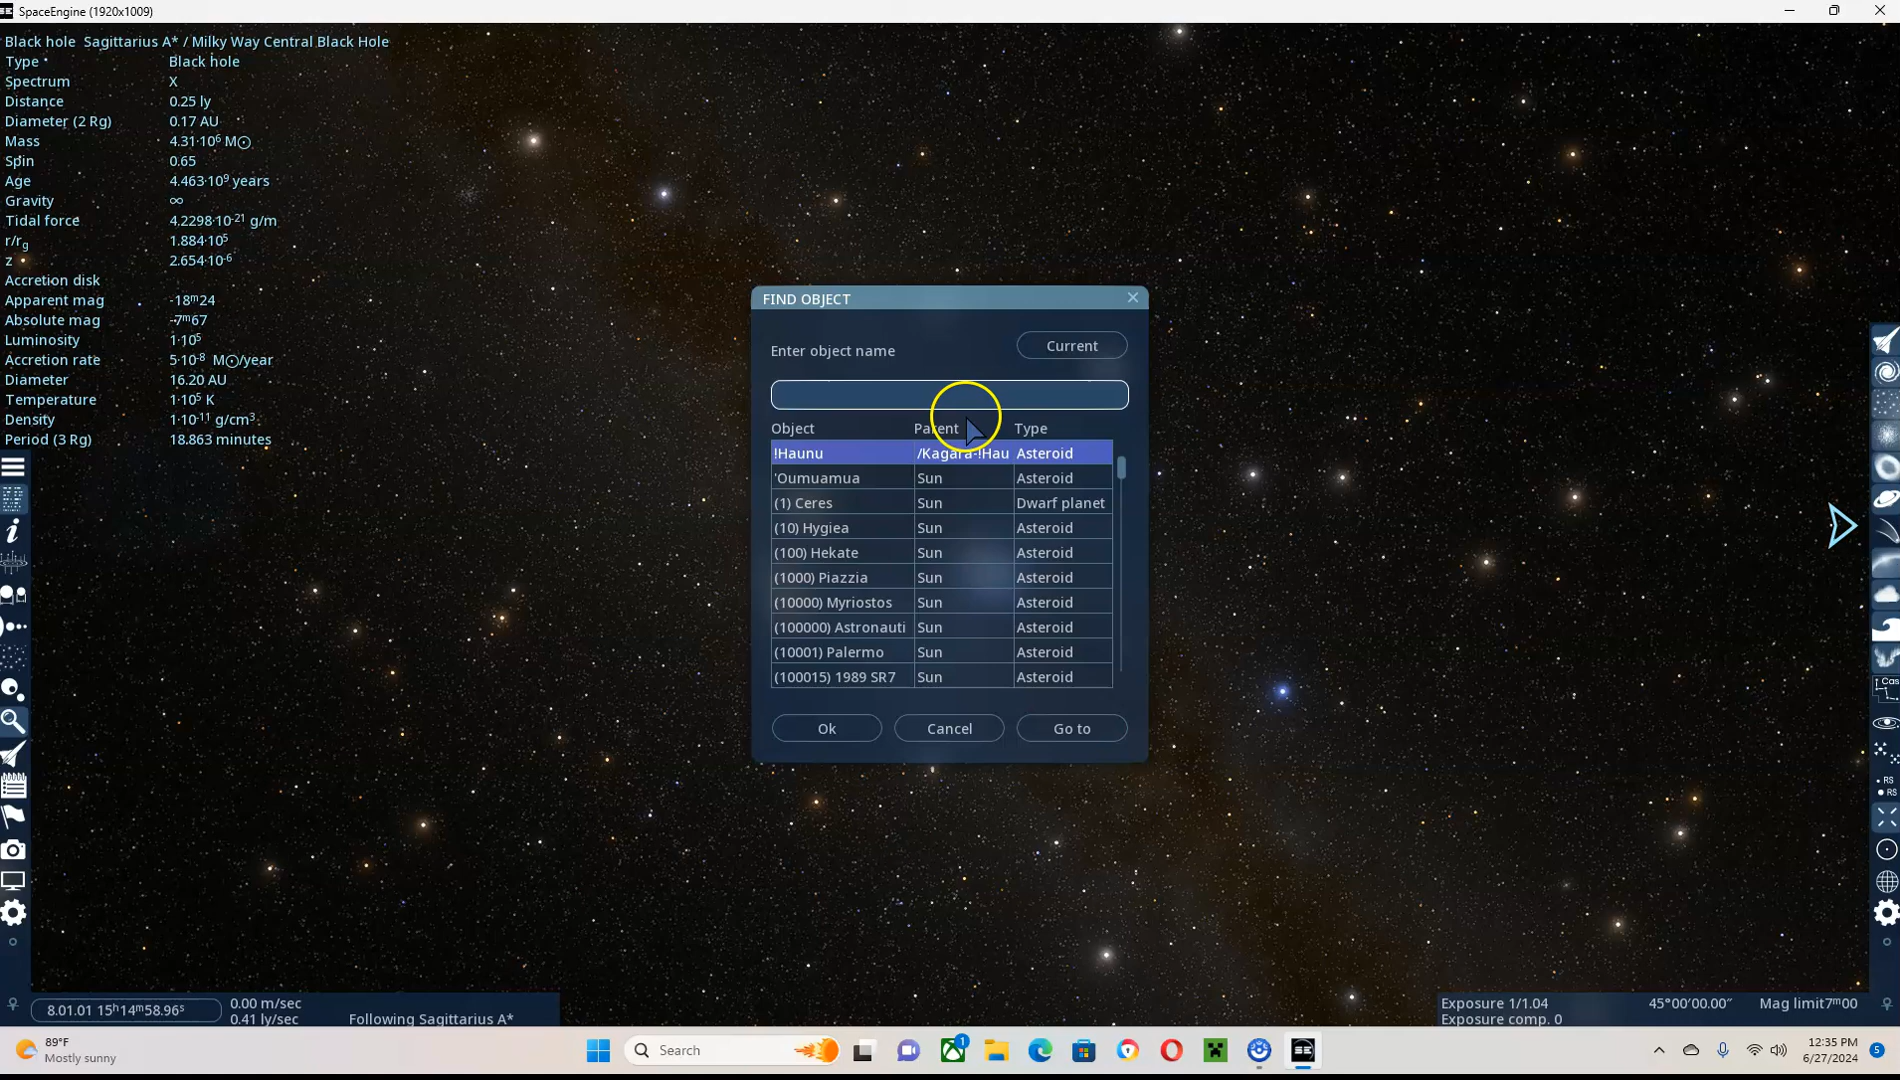 SpaceEngine (1920x1009)
Black hole Sagittarius A* / Milky Way Central Black Hole
Type Black hole
Spectrum X
Distance 0.25 ly
Diameter (2 Rg) 0.17 AU
Mass 4.31·10⁶ M☉
Spin 0.65
Age 4.463·10⁹ years
Gravity ∞
Tidal force 4.2298·10⁻²¹ g/m
r/rg 1.884·10⁵
z 2.654·10⁻⁶
Accretion disk
Apparent mag -18ᵐ24
Absolute mag -7ᵐ67
Luminosity 1·10⁵
Accretion rate 5·10⁻⁸ M☉/year
Diameter 16.20 AU
Temperature 1·10⁵ K
Density 1·10⁻¹¹ g/cm³
Period (3 Rg) 18.863 minutes
FIND OBJECT
Enter object name Current
Object Parent Type
!Haunu /Kagara-!Hau Asteroid
'Oumuamua Sun Asteroid
(1) Ceres Sun Dwarf planet
(10) Hygiea Sun Asteroid
(100) Hekate Sun Asteroid
(1000) Piazzia Sun Asteroid
(10000) Myriostos Sun Asteroid
(100000) Astronauti Sun Asteroid
(10001) Palermo Sun Asteroid
(100015) 1989 SR7 Sun Asteroid
Ok Cancel Go to
Cas
RS
RS
8.01.01 15ʰ14ᵐ58.96ˢ
0.00 m/sec
0.41 ly/sec Following Sagittarius A*
Exposure 1/1.04 45°00′00.00″ Mag limit7ᵐ00
Exposure comp. 0
89°F
Mostly sunny
Search
1
SE
12:35 PM
6/27/2024
5